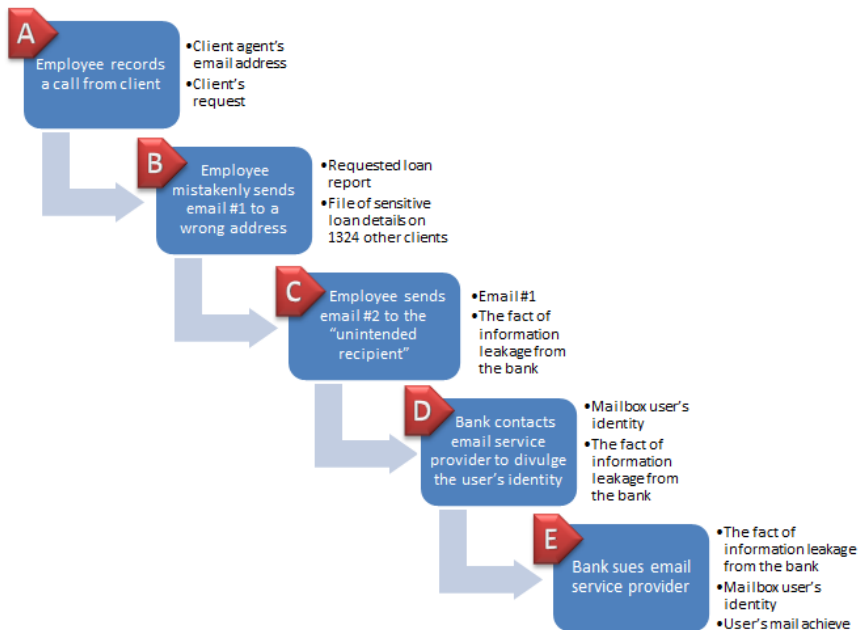 A
Employee records
a call from client
•Client agent's
email address
•Client's
request
B
Employee
mistakenly sends
email #1 to a
wrong address
•Requested loan
report
•File of sensitive
loan details on
1324 other clients
C
Employee sends
email #2 to the
“unintended
recipient”
•Email #1
•The fact of
information
leakage from
the bank
D
Bank contacts
email service
provider to divulge
the user's identity
•Mailbox user's
identity
•The fact of
information
leakage from
the bank
E
Bank sues email
service provider
•The fact of
information leakage
from the bank
•Mailbox user's
identity
•User's mail achieve